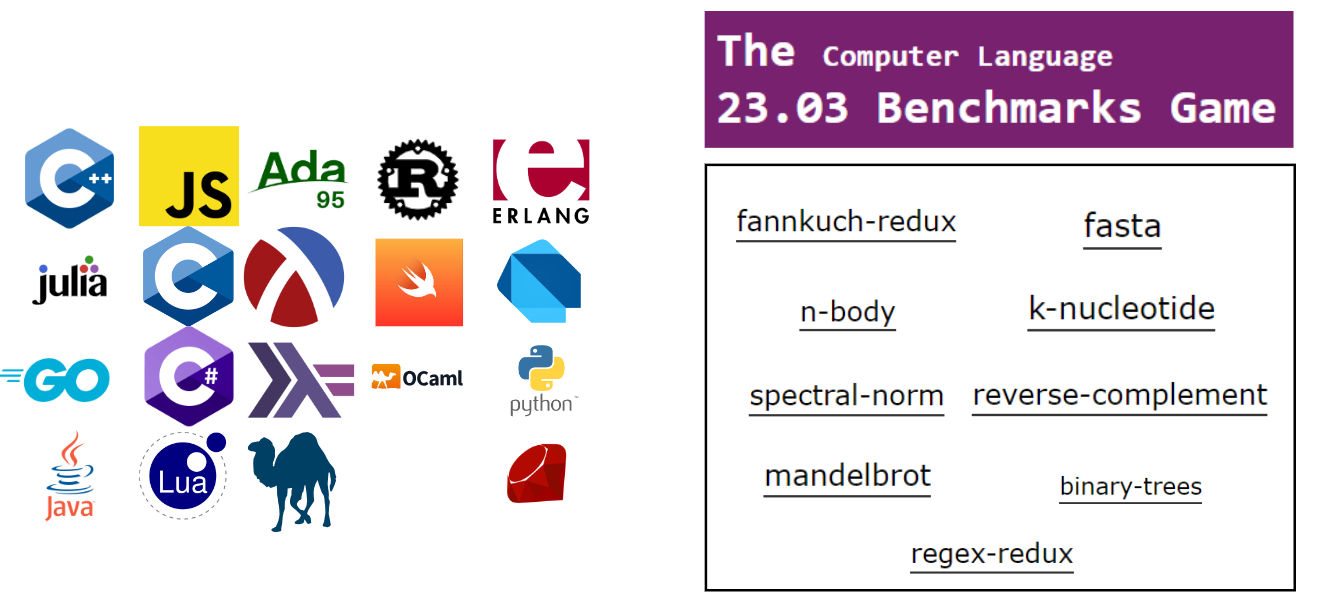 The Computer Language
23.03 Benchmarks Game
C++
JS
Ada
95
R
e
ERLANG
julia
C
GO
C#
OCaml
python™
Java
Lua
fannkuch-redux
fasta
n-body
k-nucleotide
spectral-norm
reverse-complement
mandelbrot
binary-trees
regex-redux